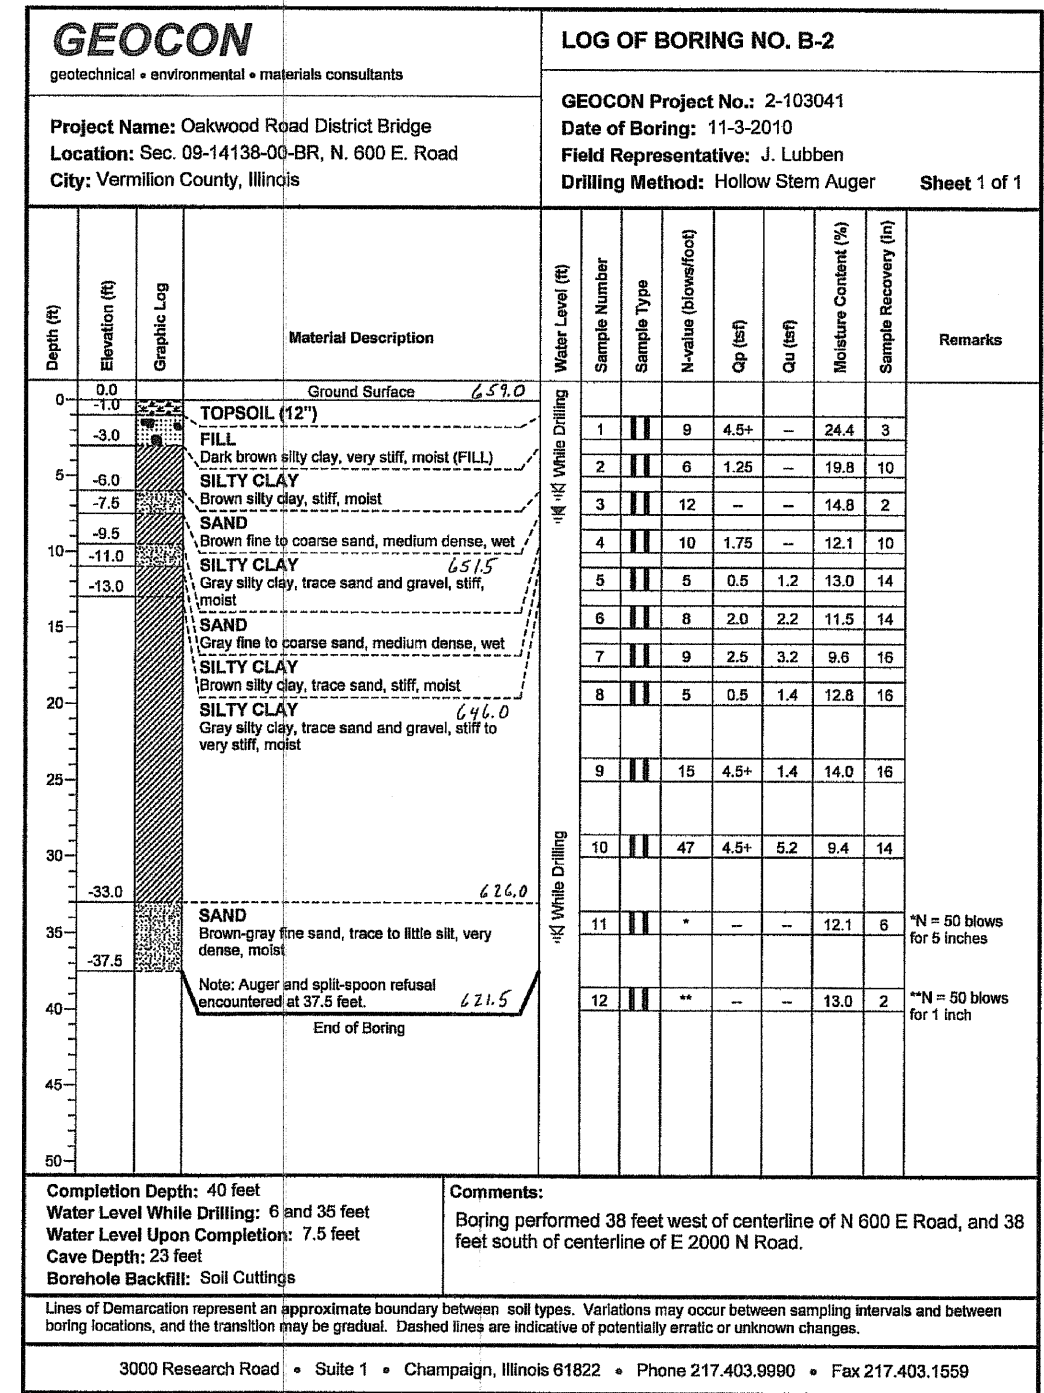 GEOCON
geotechnical • environmental • materials consultants
LOG OF BORING NO. B-2
Project Name: Oakwood Road District Bridge
Location: Sec. 09-14138-00-BR, N. 600 E. Road
City: Vermilion County, Illinois
GEOCON Project No.: 2-103041
Date of Boring: 11-3-2010
Field Representative: J. Lubben
Drilling Method: Hollow Stem Auger Sheet 1 of 1
Depth (ft)
Elevation (ft)
Graphic Log
Material Description
Water Level (ft)
Sample Number
Sample Type
N-value (blows/foot)
Qp (tsf)
Qu (tsf)
Moisture Content (%)
Sample Recovery (in)
Remarks
0
5
10
15
20
25
30
35
40
45
50
0.0
-1.0
-3.0
-6.0
-7.5
-9.5
-11.0
-13.0
-33.0
-37.5
Ground Surface 659.0
TOPSOIL (12")
FILL
Dark brown silty clay, very stiff, moist (FILL)
SILTY CLAY
Brown silty clay, stiff, moist
SAND
Brown fine to coarse sand, medium dense, wet
SILTY CLAY 651.5
Gray silty clay, trace sand and gravel, stiff,
moist
SAND
Gray fine to coarse sand, medium dense, wet
SILTY CLAY
Brown silty clay, trace sand, stiff, moist
SILTY CLAY 646.0
Gray silty clay, trace sand and gravel, stiff to
very stiff, moist
626.0
SAND
Brown-gray fine sand, trace to little silt, very
dense, moist
Note: Auger and split-spoon refusal
encountered at 37.5 feet. 621.5
End of Boring
While Drilling
While Drilling
1 9 4.5+ -- 24.4 3
2 6 1.25 -- 19.8 10
3 12 -- -- 14.8 2
4 10 1.75 -- 12.1 10
5 5 0.5 1.2 13.0 14
6 8 2.0 2.2 11.5 14
7 9 2.5 3.2 9.6 16
8 5 0.5 1.4 12.8 16
9 15 4.5+ 1.4 14.0 16
10 47 4.5+ 5.2 9.4 14
11 * -- -- 12.1 6 *N = 50 blows
for 5 inches
12 ** -- -- 13.0 2 **N = 50 blows
for 1 inch
Completion Depth: 40 feet
Water Level While Drilling: 6 and 35 feet
Water Level Upon Completion: 7.5 feet
Cave Depth: 23 feet
Borehole Backfill: Soil Cuttings
Comments:
Boring performed 38 feet west of centerline of N 600 E Road, and 38
feet south of centerline of E 2000 N Road.
Lines of Demarcation represent an approximate boundary between soil types. Variations may occur between sampling intervals and between
boring locations, and the transition may be gradual. Dashed lines are indicative of potentially erratic or unknown changes.
3000 Research Road • Suite 1 • Champaign, Illinois 61822 • Phone 217.403.9990 • Fax 217.403.1559